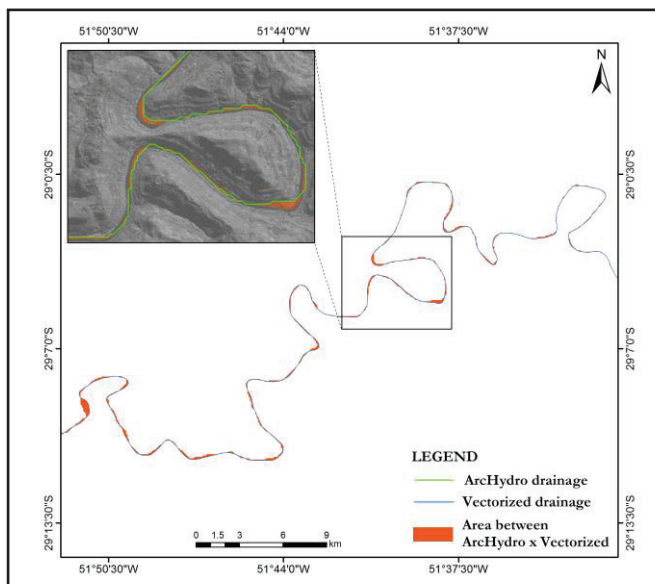 51°50'30"W 51°44'0"W 51°37'30"W
N
29°0'30"S 29°0'30"S
29°7'0"S 29°7'0"S
LEGEND
ArcHydro drainage
Vectorized drainage
Area between
ArcHydro x Vectorized
29°13'30"S 29°13'30"S
0 1.5 3 6 9
km
51°50'30"W 51°44'0"W 51°37'30"W